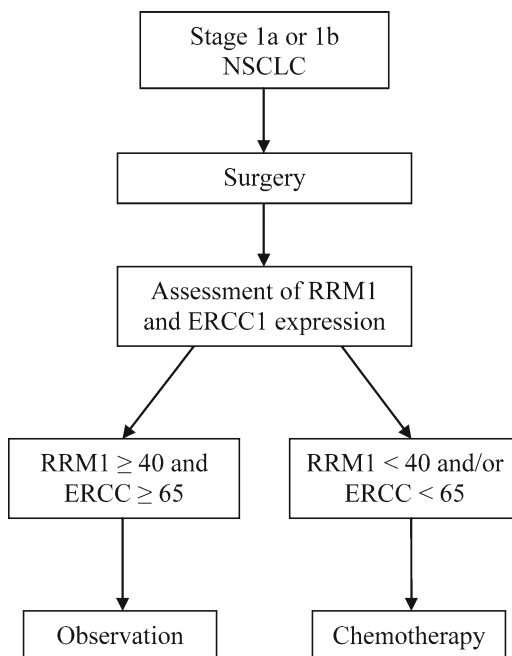 Stage 1a or 1b
NSCLC
Surgery
Assessment of RRM1
and ERCC1 expression
RRM1 ≥ 40 and
ERCC ≥ 65
RRM1 < 40 and/or
ERCC < 65
Observation
Chemotherapy